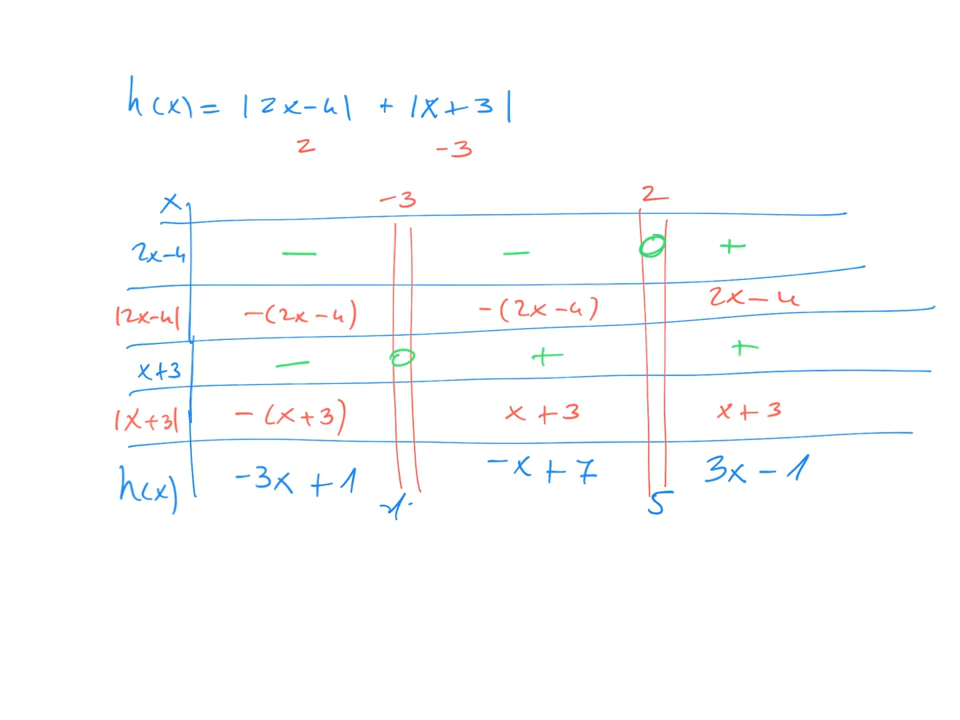 h(x) = |2x-4| + |x+3|
2 -3
x -3 2
2x-4 — — 0 +
|2x-4| -(2x-4) -(2x-4) 2x-4
x+3 — 0 + +
|x+3| -(x+3) x+3 x+3
h(x) -3x+1 -x+7 3x-1
5